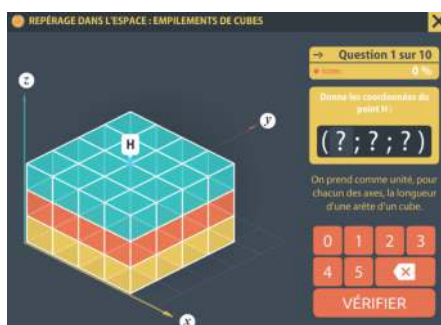 REPÉRAGE DANS L'ESPACE : EMPILEMENTS DE CUBES
→ Question 1 sur 10
0 %
Donne les coordonnées du
point H :
( ? ; ? ; ? )
On prend comme unité, pour
chacun des axes, la longueur
d'une arête d'un cube.
z
y
H
x
0 1 2 3
4 5
VÉRIFIER